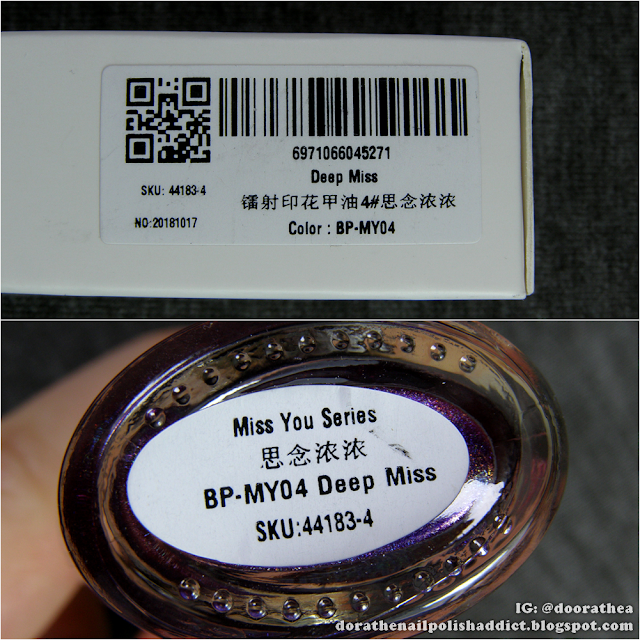 6971066045271
Deep Miss
SKU: 44183-4
镭射印花甲油4#思念浓浓
NO:20181017
Color : BP-MY04
Miss You Series
思念浓浓
BP-MY04 Deep Miss
SKU:44183-4
IG: @doorathea
dorathenailpolishaddict.blogspot.com